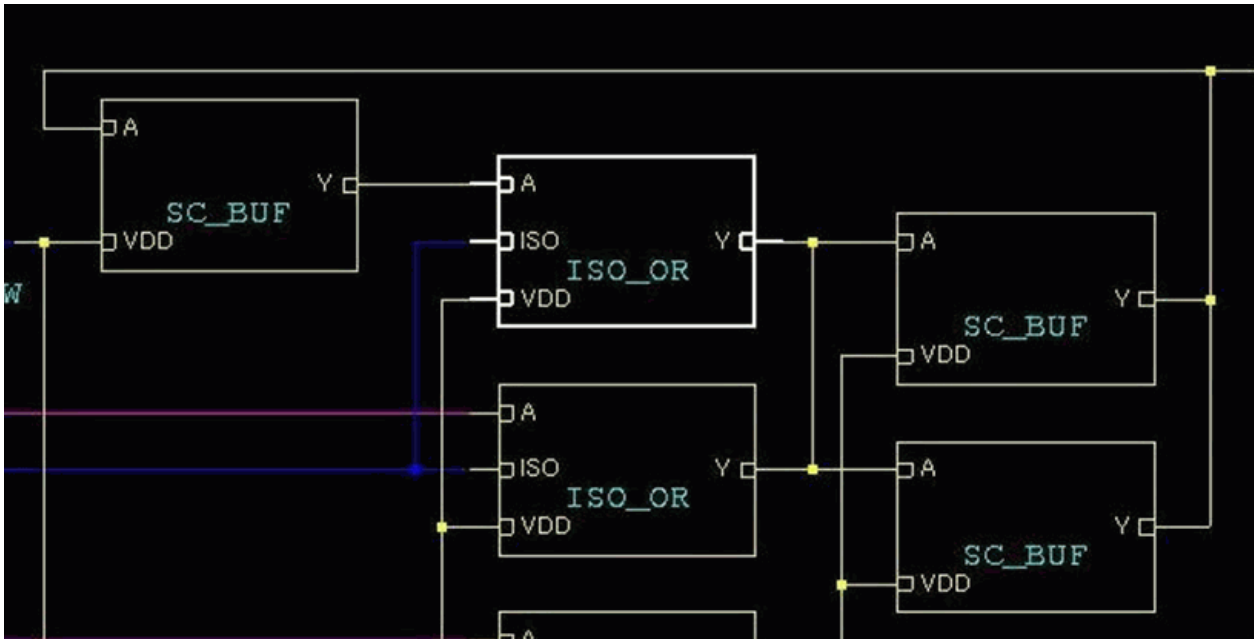 A
Y
SC_BUF
VDD
W
A
ISO
Y
ISO_OR
VDD
A
Y
SC_BUF
VDD
A
ISO
Y
ISO_OR
VDD
A
Y
SC_BUF
VDD
A